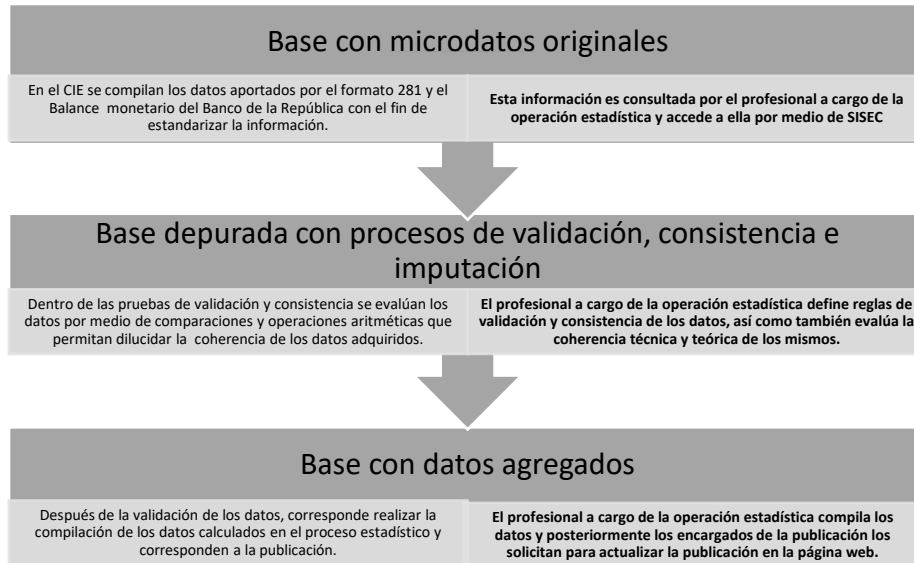 Base con microdatos originales
En el CIE se compilan los datos aportados por el formato 281 y el
Balance monetario del Banco de la República con el fin de
estandarizar la información.
Esta información es consultada por el profesional a cargo de la
operación estadística y accede a ella por medio de SISEC
Base depurada con procesos de validación, consistencia e
imputación
Dentro de las pruebas de validación y consistencia se evalúan los
datos por medio de comparaciones y operaciones aritméticas que
permitan dilucidar la coherencia de los datos adquiridos.
El profesional a cargo de la operación estadística define reglas de
validación y consistencia de los datos, así como también evalúa la
coherencia técnica y teórica de los mismos.
Base con datos agregados
Después de la validación de los datos, corresponde realizar la
compilación de los datos calculados en el proceso estadístico y
corresponden a la publicación.
El profesional a cargo de la operación estadística compila los
datos y posteriormente los encargados de la publicación los
solicitan para actualizar la publicación en la página web.